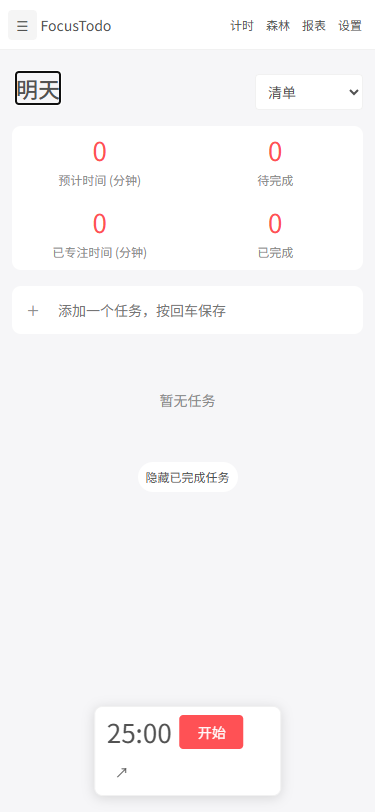 ☰ FocusTodo 计时 森林 报表 设置
明天 清单
0 0
预计时间 (分钟) 待完成
0 0
已专注时间 (分钟) 已完成
+ 添加一个任务，按回车保存
暂无任务
隐藏已完成任务
25:00 开始
↗